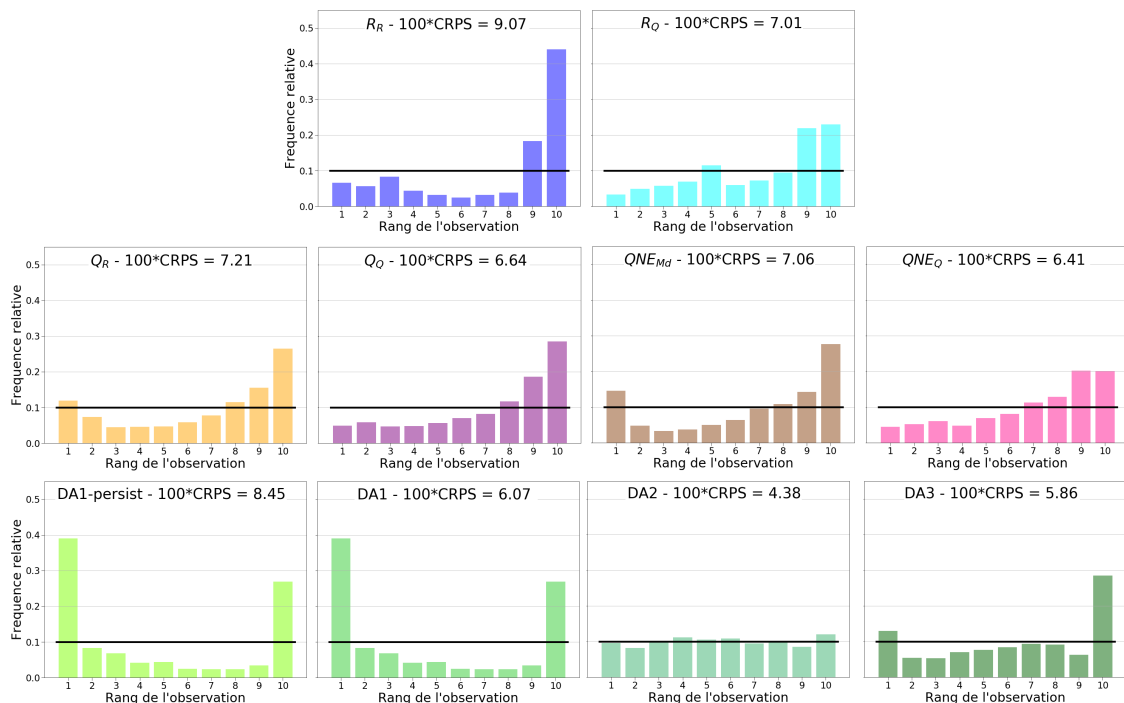 R_R - 100*CRPS = 9.07
Frequence relative
0.5
0.4
0.3
0.2
0.1
0.0
1 2 3 4 5 6 7 8 9 10
Rang de l'observation
R_Q - 100*CRPS = 7.01
1 2 3 4 5 6 7 8 9 10
Rang de l'observation
Q_R - 100*CRPS = 7.21
Frequence relative
0.5
0.4
0.3
0.2
0.1
0.0
1 2 3 4 5 6 7 8 9 10
Rang de l'observation
Q_Q - 100*CRPS = 6.64
1 2 3 4 5 6 7 8 9 10
Rang de l'observation
QNE_Md - 100*CRPS = 7.06
1 2 3 4 5 6 7 8 9 10
Rang de l'observation
QNE_Q - 100*CRPS = 6.41
1 2 3 4 5 6 7 8 9 10
Rang de l'observation
DA1-persist - 100*CRPS = 8.45
Frequence relative
0.5
0.4
0.3
0.2
0.1
0.0
1 2 3 4 5 6 7 8 9 10
Rang de l'observation
DA1 - 100*CRPS = 6.07
1 2 3 4 5 6 7 8 9 10
Rang de l'observation
DA2 - 100*CRPS = 4.38
1 2 3 4 5 6 7 8 9 10
Rang de l'observation
DA3 - 100*CRPS = 5.86
1 2 3 4 5 6 7 8 9 10
Rang de l'observation